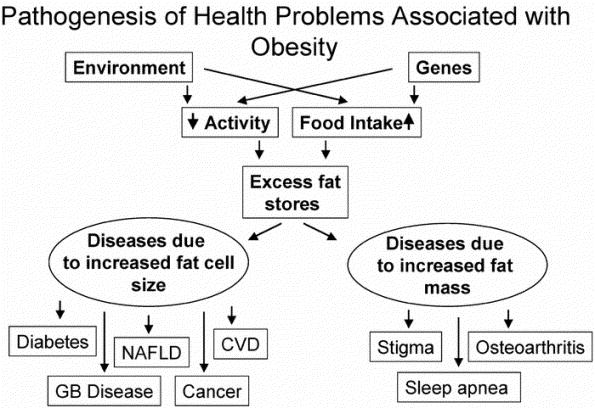 Pathogenesis of Health Problems Associated with
Obesity
Environment
Genes
Activity
Food Intake
Excess fat
stores
Diseases due
to increased fat cell
size
Diseases due
to increased fat
mass
Diabetes
NAFLD
CVD
GB Disease
Cancer
Stigma
Osteoarthritis
Sleep apnea